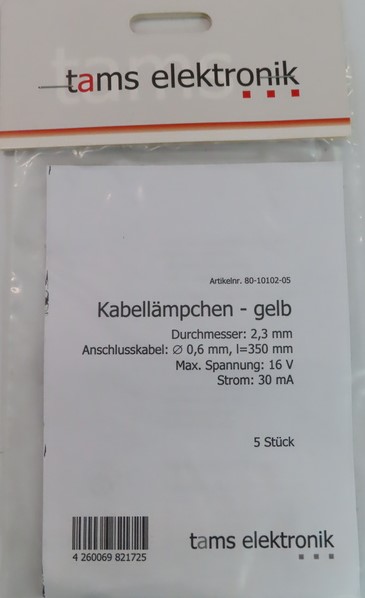 tams elektronik
Artikelnr. 80-10102-05
Kabellämpchen - gelb
Durchmesser: 2,3 mm
Anschlusskabel: ∅ 0,6 mm, l=350 mm
Max. Spannung: 16 V
Strom: 30 mA
5 Stück
4 260069 821725
tams elektronik